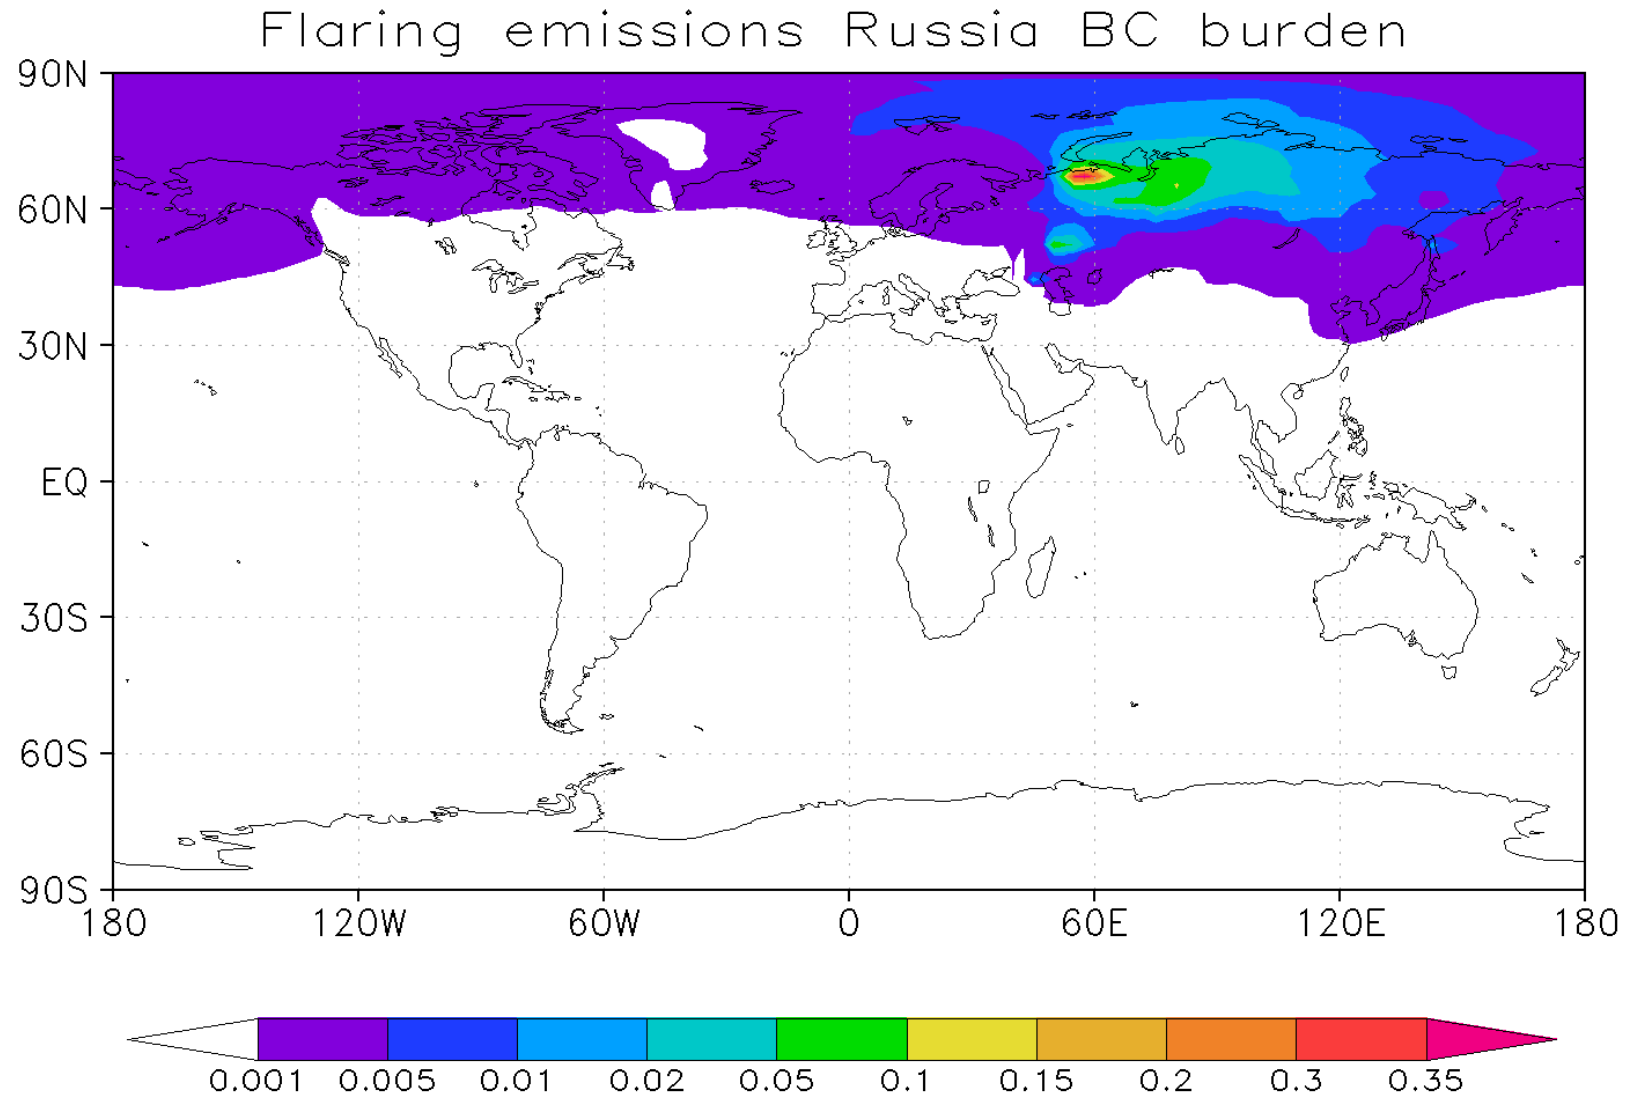 Flaring emissions Russia BC burden
90N
60N
30N
EQ
30S
60S
90S
180 120W 60W 0 60E 120E 180
0.001 0.005 0.01 0.02 0.05 0.1 0.15 0.2 0.3 0.35